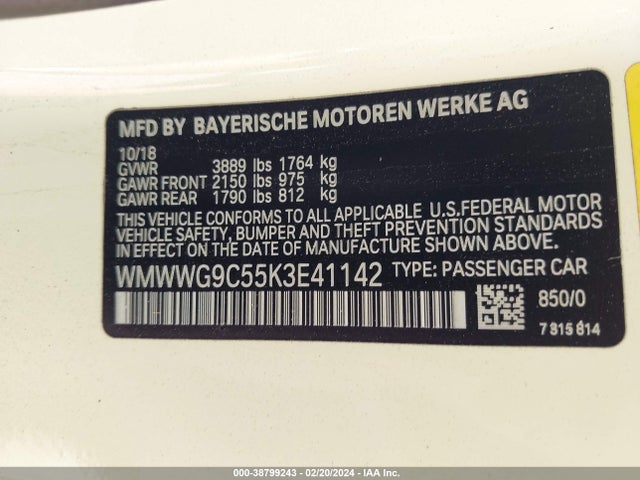 MFD BY BAYERISCHE MOTOREN WERKE AG
10/18
GVWR 3889 lbs 1764 kg
GAWR FRONT 2150 lbs 975 kg
GAWR REAR 1790 lbs 812 kg
THIS VEHICLE CONFORMS TO ALL APPLICABLE U.S.FEDERAL MOTOR
VEHICLE SAFETY, BUMPER AND THEFT PREVENTION STANDARDS
IN EFFECT ON THE DATE OF MANUFACTURE SHOWN ABOVE.
WMWWG9C55K3E41142 TYPE: PASSENGER CAR
850/0
7815814
000-38799243 - 02/20/2024 - IAA Inc.